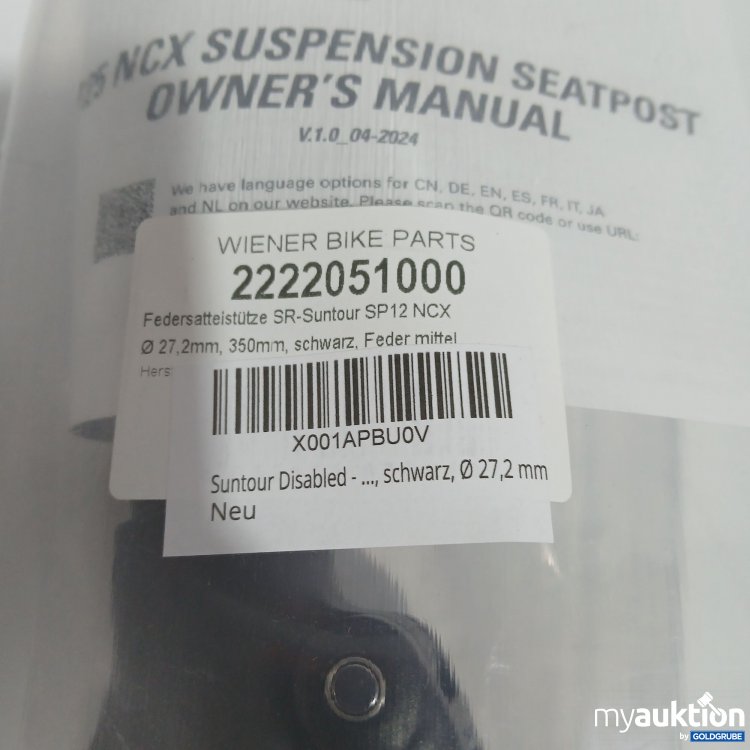 NCX SUSPENSION SEATPOST
OWNER'S MANUAL
V.1.0_04-2024
We have language options for CN, DE, EN, ES, FR, IT, JA
and NL on our website. Please scan the QR code or use URL:
WIENER BIKE PARTS
2222051000
Federsattelstütze SR-Suntour SP12 NCX
Ø 27,2mm, 350mm, schwarz, Feder mittel
Hers
X001APBU0V
Suntour Disabled - ..., schwarz, Ø 27,2 mm
Neu
myauktion
by GOLDGRUBE